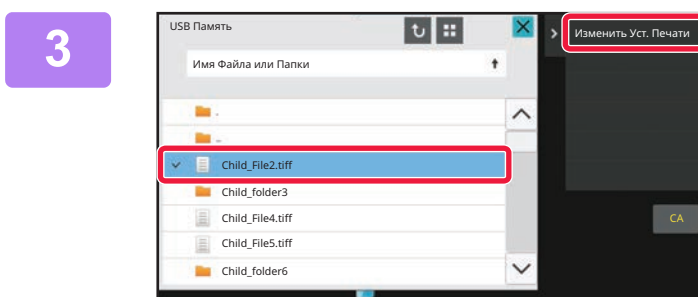 3
USB Память
Изменить Уст. Печати
Имя Файла или Папки
.
..
Child_File2.tiff
Child_folder3
Child_File4.tiff
Child_File5.tiff
CA
Child_folder6